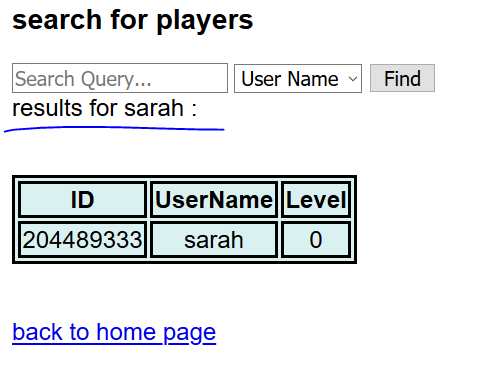 search for players
Search Query... User Name Find
results for sarah :
ID UserName Level
204489333 sarah 0
back to home page